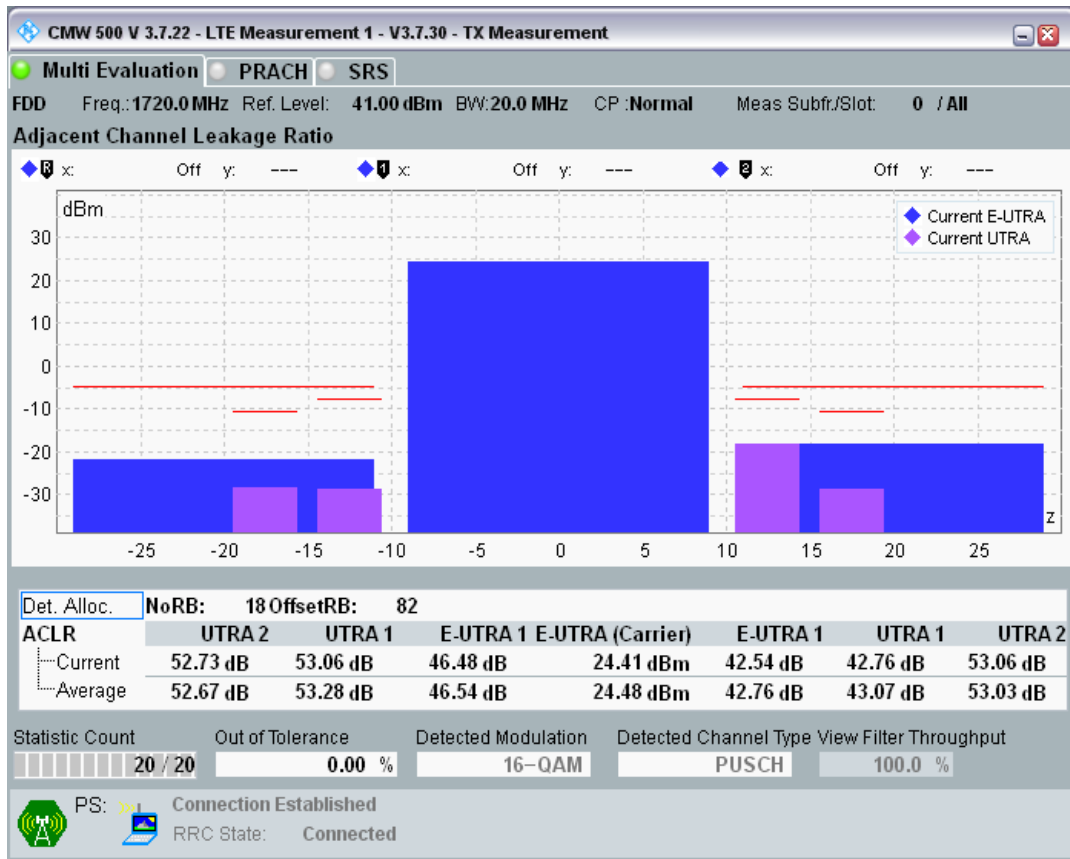 CMW 500 V 3.7.22 - LTE Measurement 1 - V3.7.30 - TX Measurement
Multi Evaluation PRACH SRS
FDD Freq.:1720.0 MHz Ref. Level: 41.00 dBm BW:20.0 MHz CP :Normal Meas Subfr./Slot: 0 / All
Adjacent Channel Leakage Ratio
R x: Off y: --- 1 x: Off y: --- 2 x: Off y: ---
dBm
Current E-UTRA
Current UTRA
30
20
10
0
-10
-20
-30
z
-25 -20 -15 -10 -5 0 5 10 15 20 25
Det. Alloc. NoRB: 18 OffsetRB: 82
ACLR UTRA 2 UTRA 1 E-UTRA 1 E-UTRA (Carrier) E-UTRA 1 UTRA 1 UTRA 2
Current 52.73 dB 53.06 dB 46.48 dB 24.41 dBm 42.54 dB 42.76 dB 53.06 dB
Average 52.67 dB 53.28 dB 46.54 dB 24.48 dBm 42.76 dB 43.07 dB 53.03 dB
Statistic Count Out of Tolerance Detected Modulation Detected Channel Type View Filter Throughput
20 / 20 0.00 % 16-QAM PUSCH 100.0 %
PS: Connection Established
RRC State: Connected